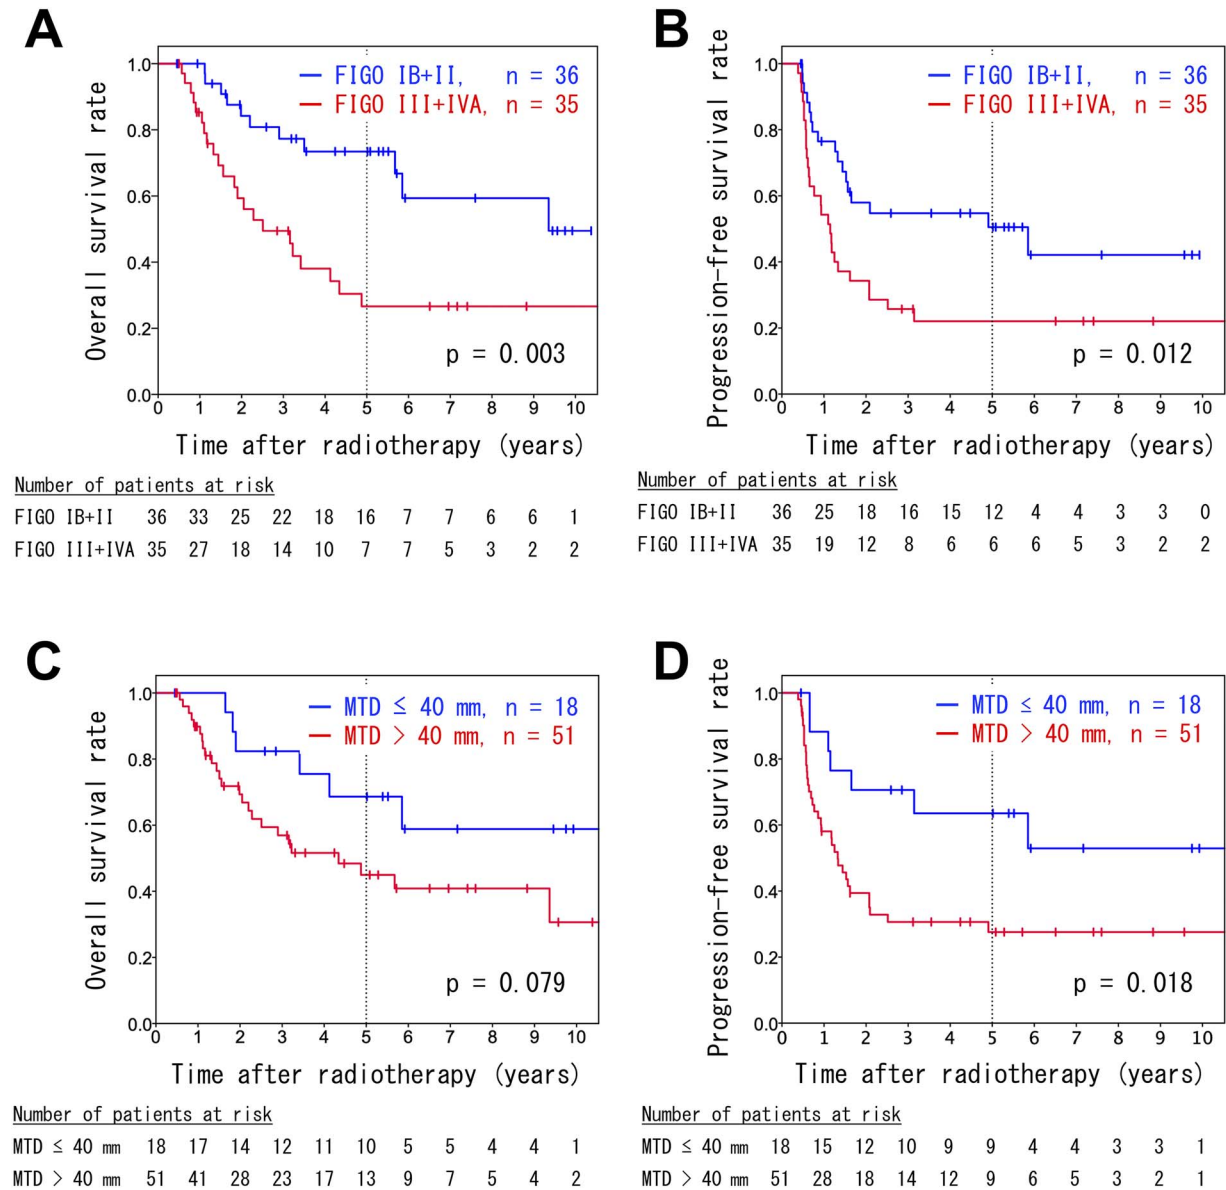 A
Overall survival rate
1.0
0.8
0.6
0.4
0.2
0.0
FIGO IB+II, n = 36
FIGO III+IVA, n = 35
p = 0.003
0 1 2 3 4 5 6 7 8 9 10
Time after radiotherapy (years)
Number of patients at risk
FIGO IB+II 36 33 25 22 18 16 7 7 6 6 1
FIGO III+IVA 35 27 18 14 10 7 7 5 3 2 2
B
Progression-free survival rate
1.0
0.8
0.6
0.4
0.2
0.0
FIGO IB+II, n = 36
FIGO III+IVA, n = 35
p = 0.012
0 1 2 3 4 5 6 7 8 9 10
Time after radiotherapy (years)
Number of patients at risk
FIGO IB+II 36 25 18 16 15 12 4 4 3 3 0
FIGO III+IVA 35 19 12 8 6 6 6 5 3 2 2
C
Overall survival rate
1.0
0.8
0.6
0.4
0.2
0.0
MTD ≤ 40 mm, n = 18
MTD > 40 mm, n = 51
p = 0.079
0 1 2 3 4 5 6 7 8 9 10
Time after radiotherapy (years)
Number of patients at risk
MTD ≤ 40 mm 18 17 14 12 11 10 5 5 4 4 1
MTD > 40 mm 51 41 28 23 17 13 9 7 5 4 2
D
Progression-free survival rate
1.0
0.8
0.6
0.4
0.2
0.0
MTD ≤ 40 mm, n = 18
MTD > 40 mm, n = 51
p = 0.018
0 1 2 3 4 5 6 7 8 9 10
Time after radiotherapy (years)
Number of patients at risk
MTD ≤ 40 mm 18 15 12 10 9 9 4 4 3 3 1
MTD > 40 mm 51 28 18 14 12 9 6 5 3 2 1